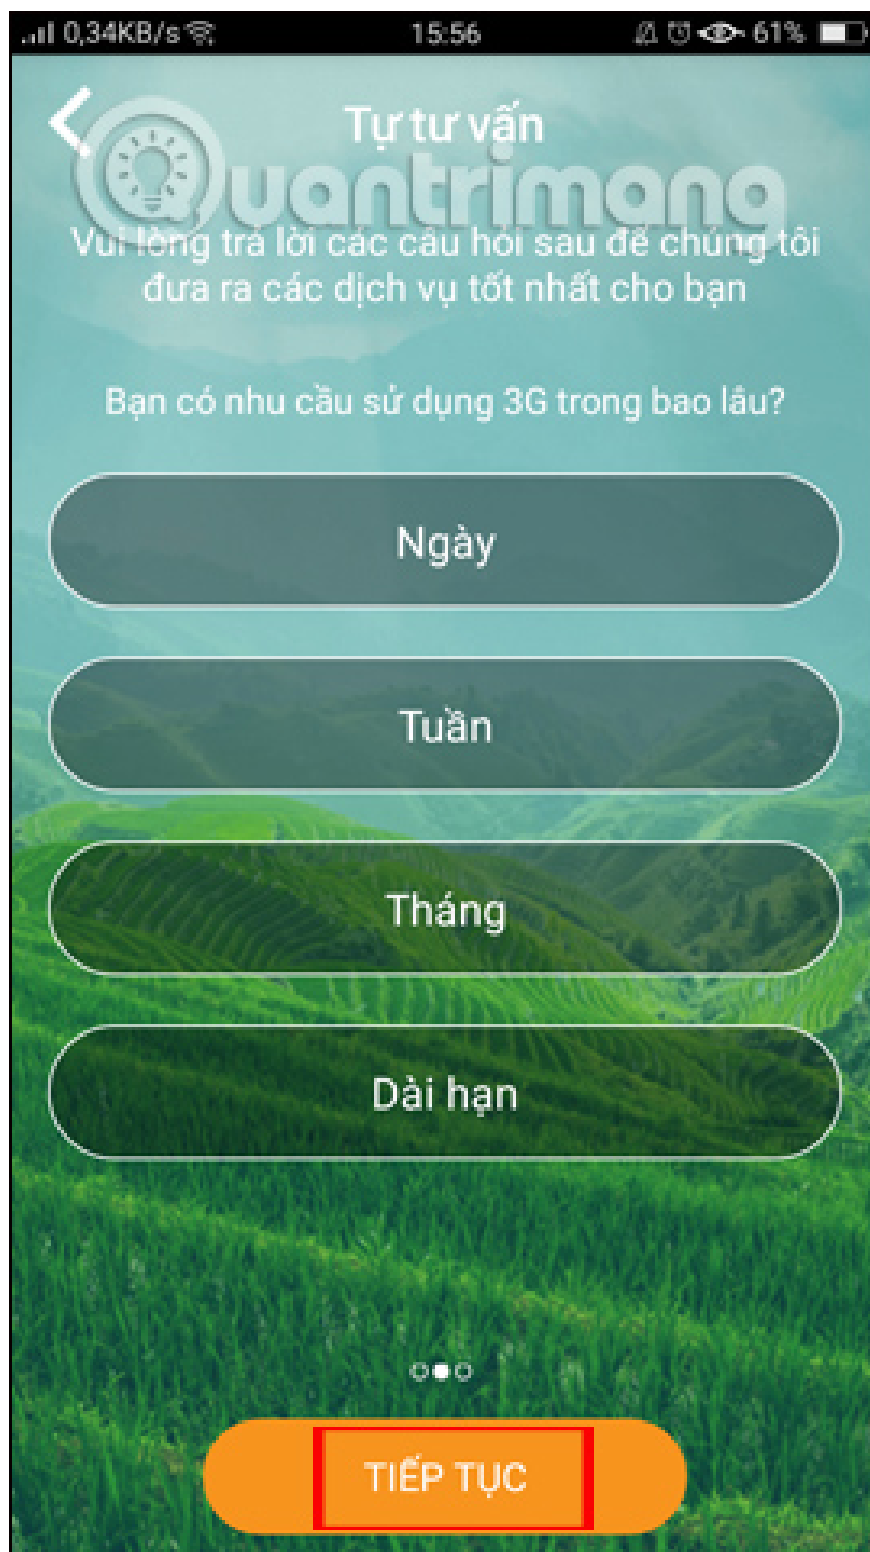 0,34KB/s 15:56 61%
Tự tư vấn
Quantrimang
Vui lòng trả lời các câu hỏi sau để chúng tôi
đưa ra các dịch vụ tốt nhất cho bạn
Bạn có nhu cầu sử dụng 3G trong bao lâu?
Ngày
Tuần
Tháng
Dài hạn
TIẾP TỤC